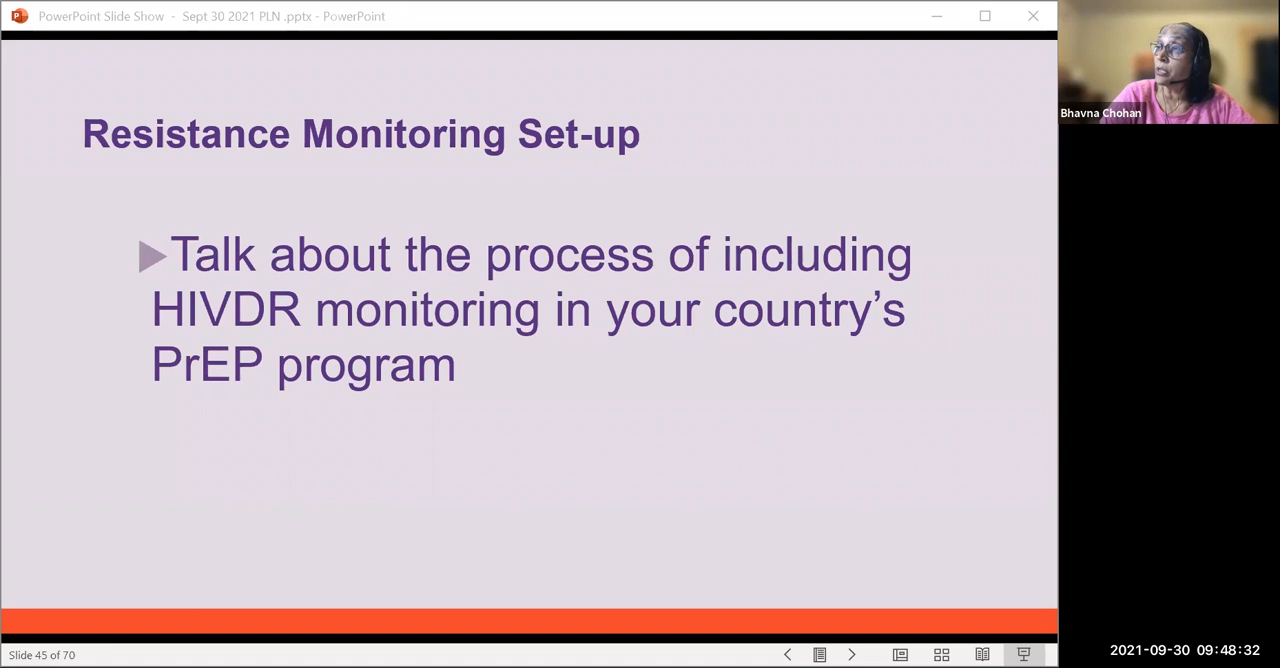 PowerPoint Slide Show - Sept 30 2021 PLN .pptx - PowerPoint
Bhavna Chohan
Resistance Monitoring Set-up
Talk about the process of including
HIVDR monitoring in your country’s
PrEP program
Slide 45 of 70
2021-09-30 09:48:32